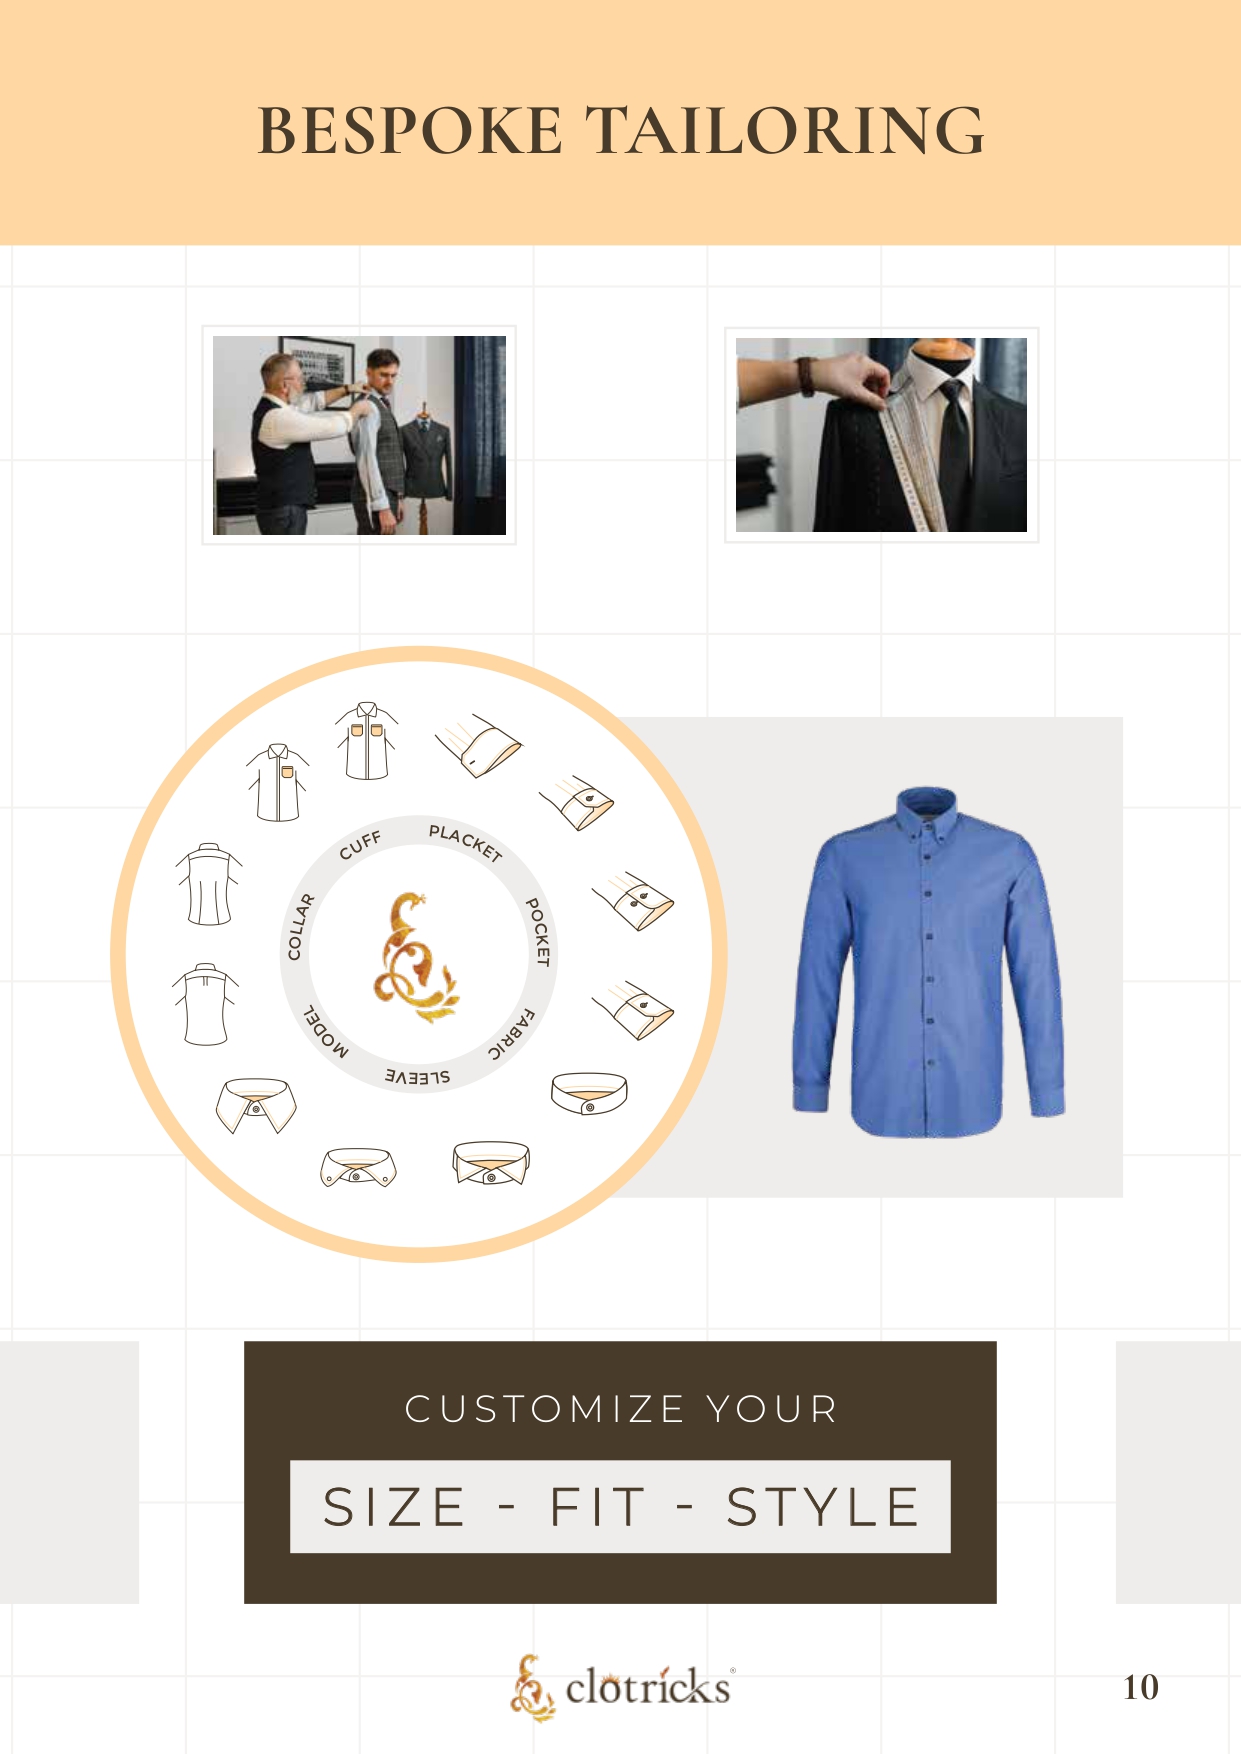 BESPOKE TAILORING
CUFF
PLACKET
COLLAR
POCKET
MODEL
FABRIC
SLEEVE
CUSTOMIZE YOUR
SIZE - FIT - STYLE
clotricks®
10